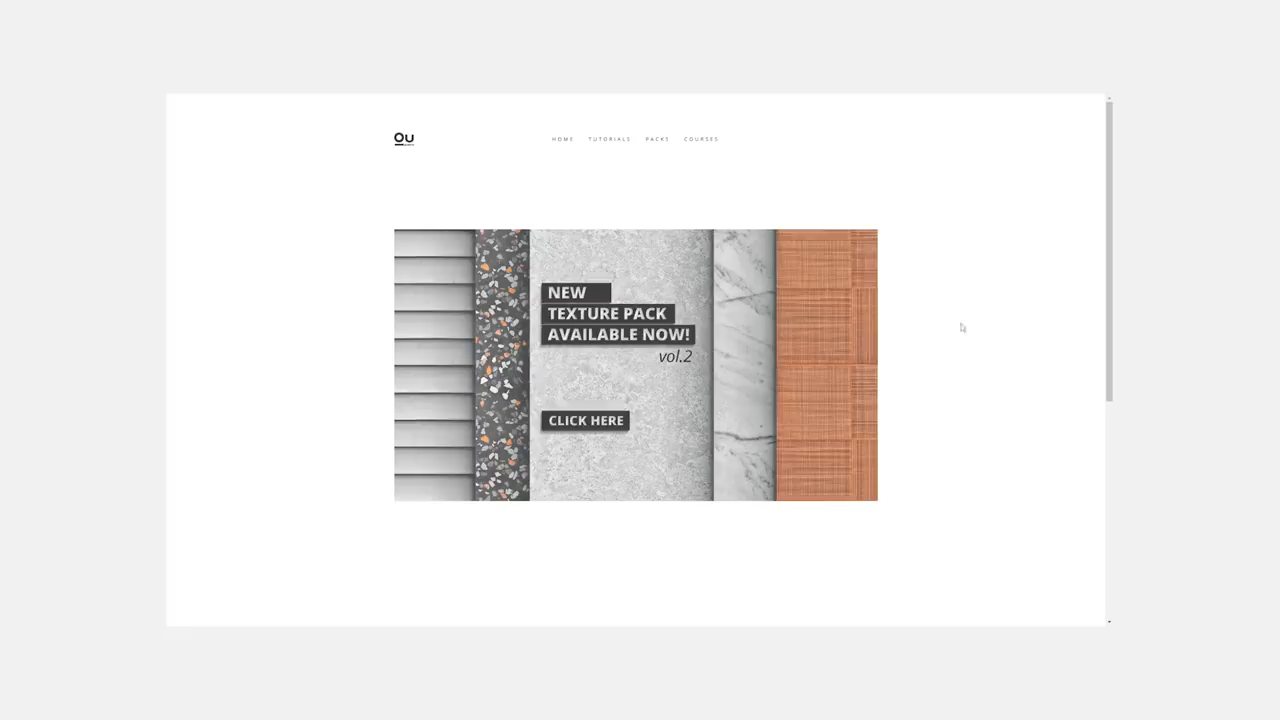 Ou
HOME TUTORIALS PACKS COURSES
NEW
TEXTURE PACK
AVAILABLE NOW!
vol.2
CLICK HERE